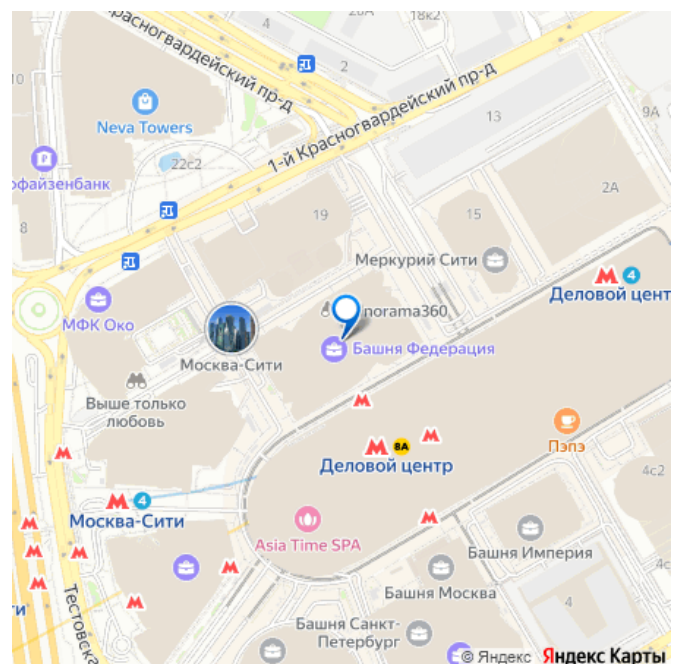 18к2
20А
Красногвардейский пр-д
2
10
Neva Towers
1-й Красногвардейский пр-д
13
9А
22с2
офайзенбанк
2А
8
19
15
Меркурий Сити
4
Деловой цент
МФК Око
norama360
Башня Федерация
Москва-Сити
Выше только
любовь
8А
Деловой центр
Пэпэ
4с2
4
Москва-Сити
Asia Time SPA
Башня Империя
Башня Москва
4
ти
Тестовская
Башня Санкт-
Петербург
© Яндекс Яндекс Карты